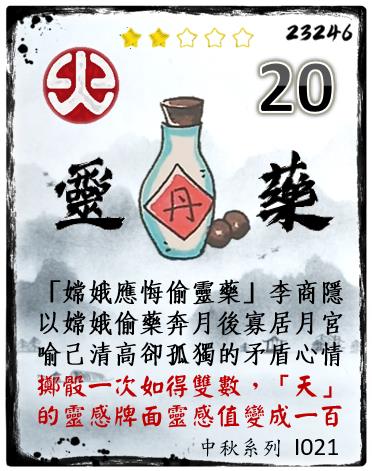 23246
火
20
靈 藥
丹
「嫦娥應悔偷靈藥」李商隱
以嫦娥偷藥奔月後寡居月宮
喻己清高卻孤獨的矛盾心情
擲骰一次如得雙數，「天」
的靈感牌面靈感值變成一百
中秋系列 I021